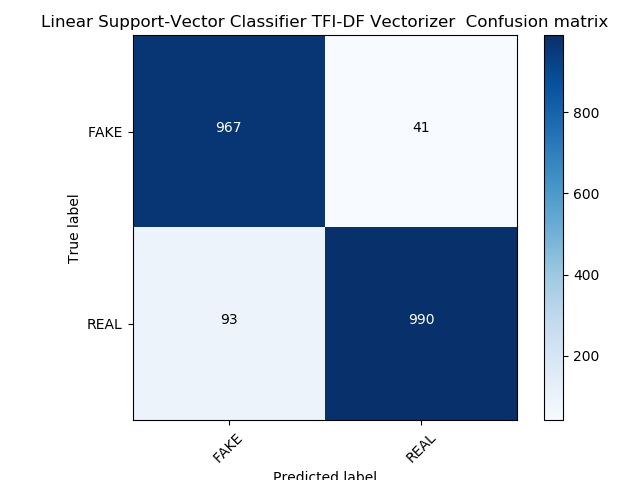 Linear Support-Vector Classifier TFI-DF Vectorizer  Confusion matrix
FAKE
967
41
800
600
True label
400
REAL
93
990
200
FAKE
REAL
Predicted label